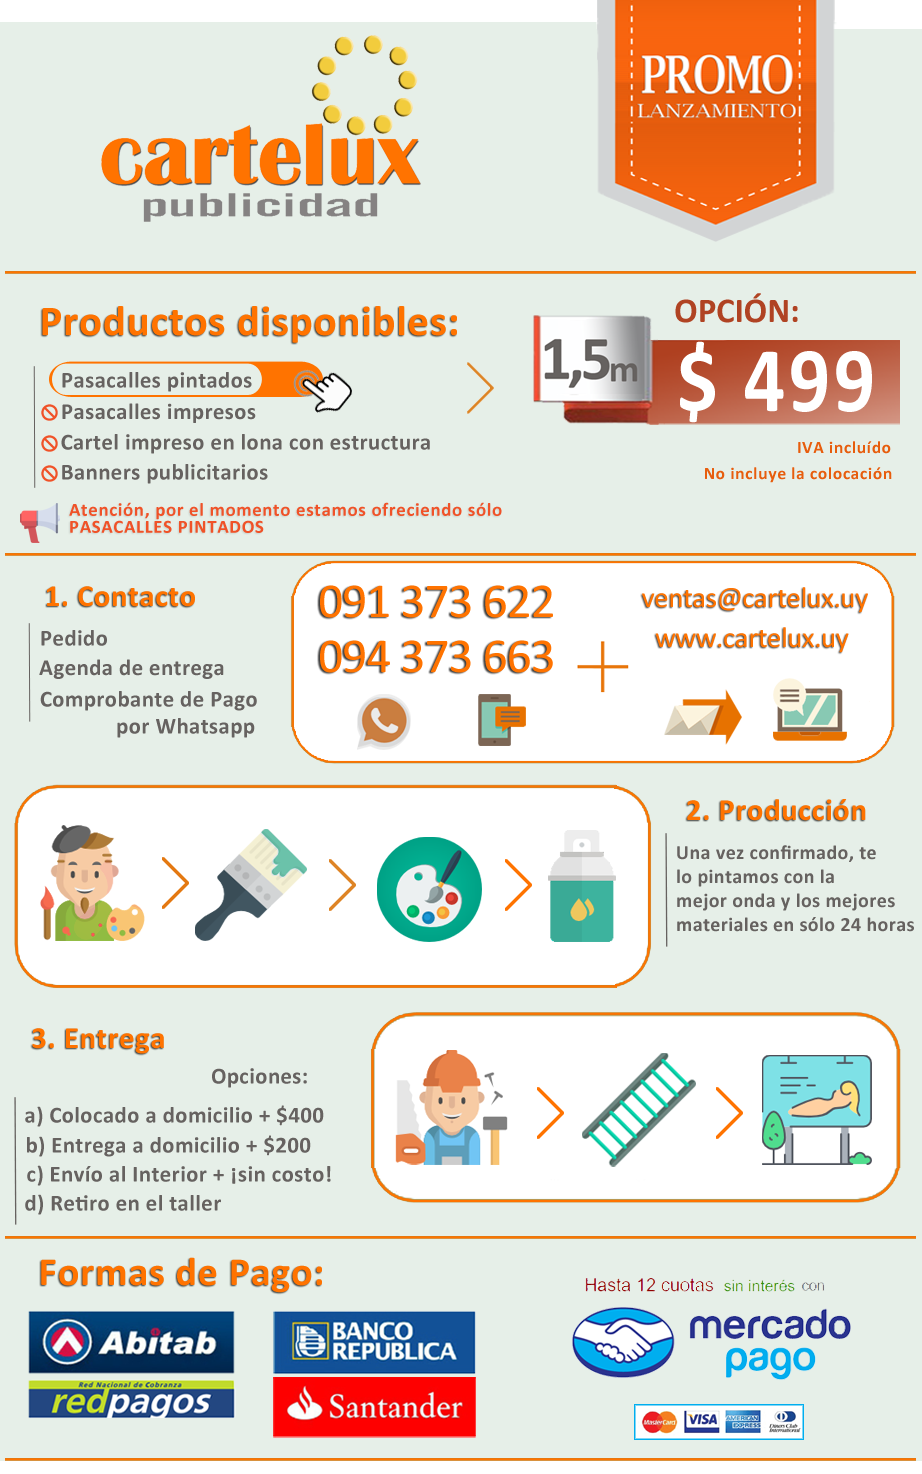 PROMO
LANZAMIENTO
cartelux
publicidad
Productos disponibles:
Pasacalles pintados
Pasacalles impresos
Cartel impreso en lona con estructura
Banners publicitarios
Atención, por el momento estamos ofreciendo sólo
PASACALLES PINTADOS
OPCIÓN:
1,5m
$ 499
IVA incluído
No incluye la colocación
1. Contacto
Pedido
Agenda de entrega
Comprobante de Pago
por Whatsapp
091 373 622
094 373 663
ventas@cartelux.uy
www.cartelux.uy
2. Producción
Una vez confirmado, te
lo pintamos con la
mejor onda y los mejores
materiales en sólo 24 horas
3. Entrega
Opciones:
a) Colocado a domicilio + $400
b) Entrega a domicilio + $200
c) Envío al Interior + ¡sin costo!
d) Retiro en el taller
Formas de Pago:
Abitab
Red Nacional de Cobranza
redpagos
BANCO
REPUBLICA
Santander
Hasta 12 cuotas sin interés con
mercado
pago
MasterCard
VISA
AMERICAN
EXPRESS
Diners Club
International